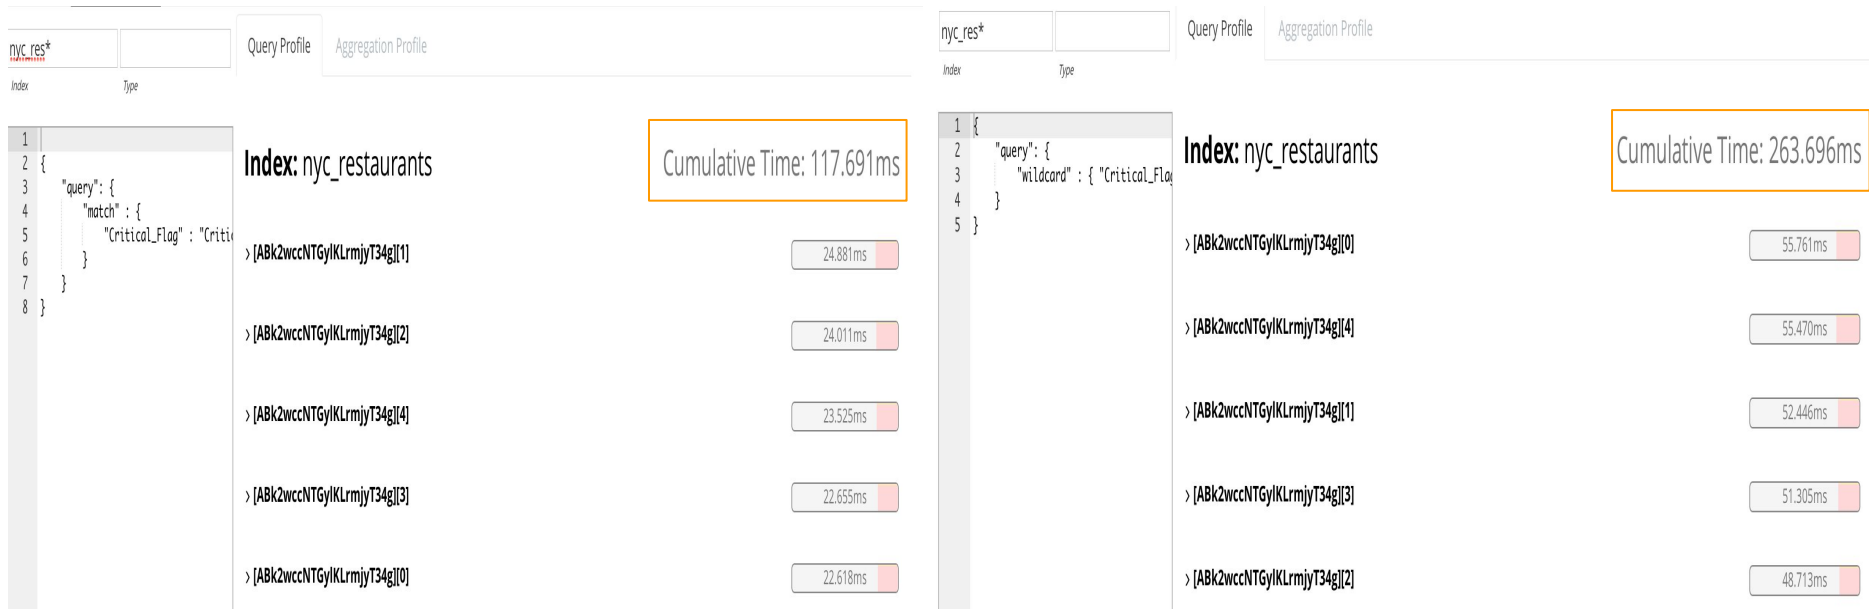 nyc_res*
Index
Type
Query Profile
Aggregation Profile
1
2 {
3 "query": {
4 "match" : {
5 "Critical_Flag" : "Critic
6 }
7 }
8 }
Index: nyc_restaurants
Cumulative Time: 117.691ms
[ABk2wccNTGylKLrmjyT34g][1] 24.881ms
[ABk2wccNTGylKLrmjyT34g][2] 24.011ms
[ABk2wccNTGylKLrmjyT34g][4] 23.525ms
[ABk2wccNTGylKLrmjyT34g][3] 22.655ms
[ABk2wccNTGylKLrmjyT34g][0] 22.618ms
nyc_res*
Index
Type
Query Profile
Aggregation Profile
1 {
2 "query": {
3 "wildcard" : { "Critical_Flag
4 }
5 }
Index: nyc_restaurants
Cumulative Time: 263.696ms
[ABk2wccNTGylKLrmjyT34g][0] 55.761ms
[ABk2wccNTGylKLrmjyT34g][4] 55.470ms
[ABk2wccNTGylKLrmjyT34g][1] 52.446ms
[ABk2wccNTGylKLrmjyT34g][3] 51.305ms
[ABk2wccNTGylKLrmjyT34g][2] 48.713ms